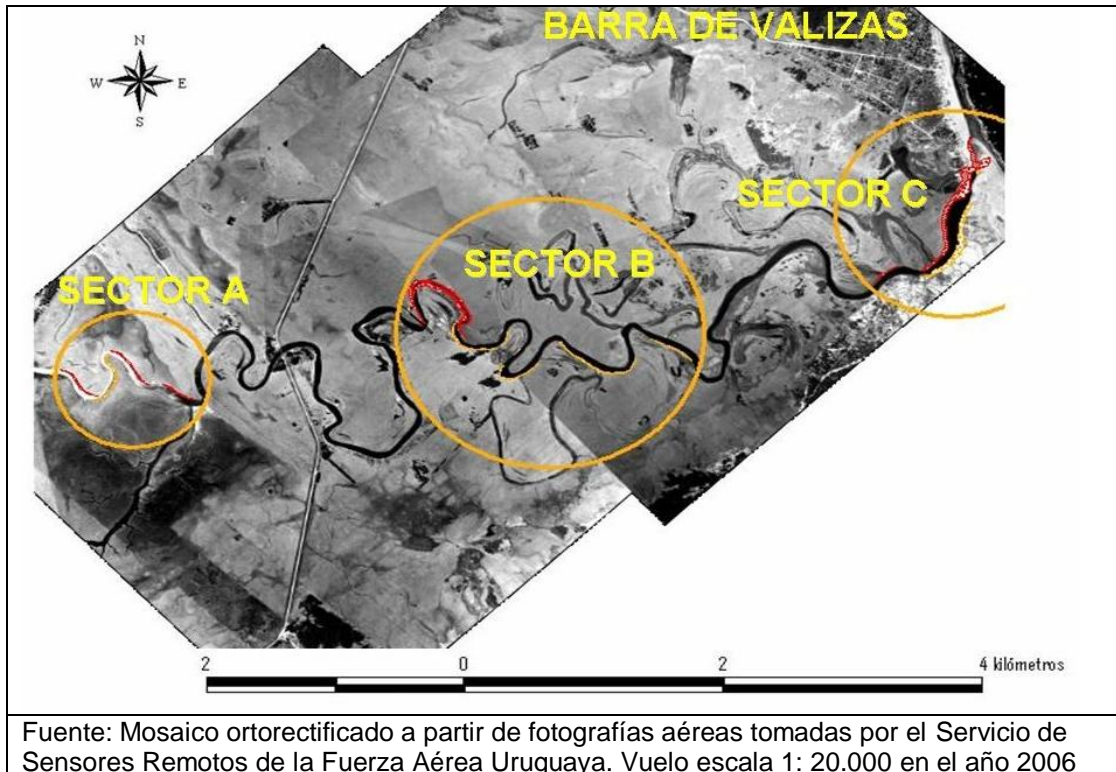 BARRA DE VALIZAS
N
W E
S
SECTOR C
SECTOR B
SECTOR A
2 0 2 4 kilómetros
Fuente: Mosaico ortorectificado a partir de fotografías aéreas tomadas por el Servicio de
Sensores Remotos de la Fuerza Aérea Uruguaya. Vuelo escala 1: 20.000 en el año 2006